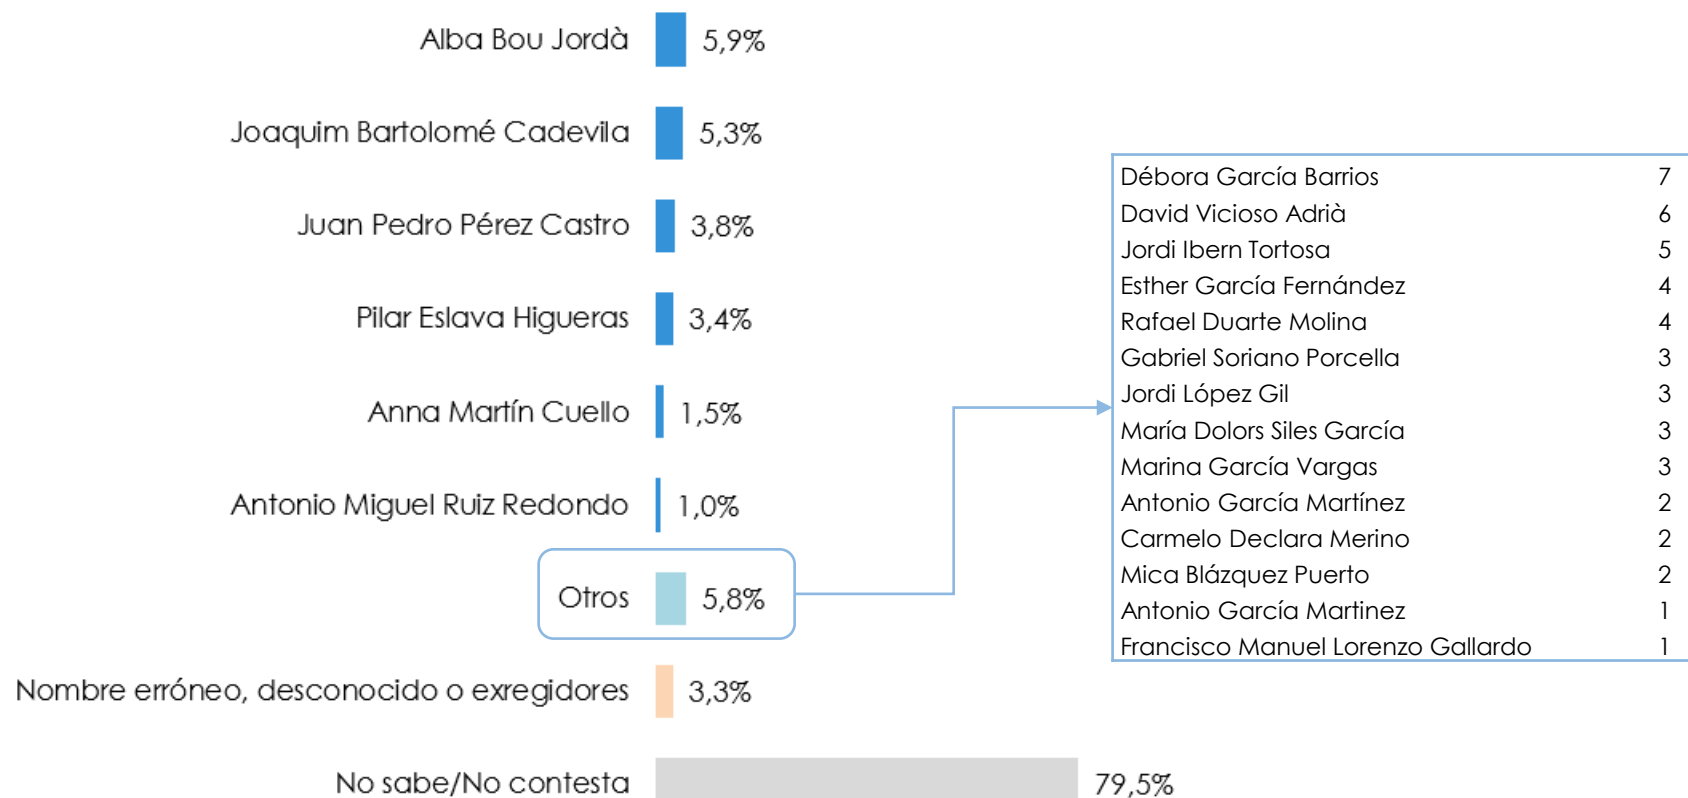 Alba Bou Jordà 5,9%
Joaquim Bartolomé Cadevila 5,3%
Juan Pedro Pérez Castro 3,8%
Pilar Eslava Higueras 3,4%
Anna Martín Cuello 1,5%
Antonio Miguel Ruiz Redondo 1,0%
Otros 5,8%
Nombre erróneo, desconocido o exregidores 3,3%
No sabe/No contesta 79,5%
Débora García Barrios 7
David Vicioso Adrià 6
Jordi Ibern Tortosa 5
Esther García Fernández 4
Rafael Duarte Molina 4
Gabriel Soriano Porcella 3
Jordi López Gil 3
María Dolors Siles García 3
Marina García Vargas 3
Antonio García Martínez 2
Carmelo Declara Merino 2
Mica Blázquez Puerto 2
Antonio García Martinez 1
Francisco Manuel Lorenzo Gallardo 1